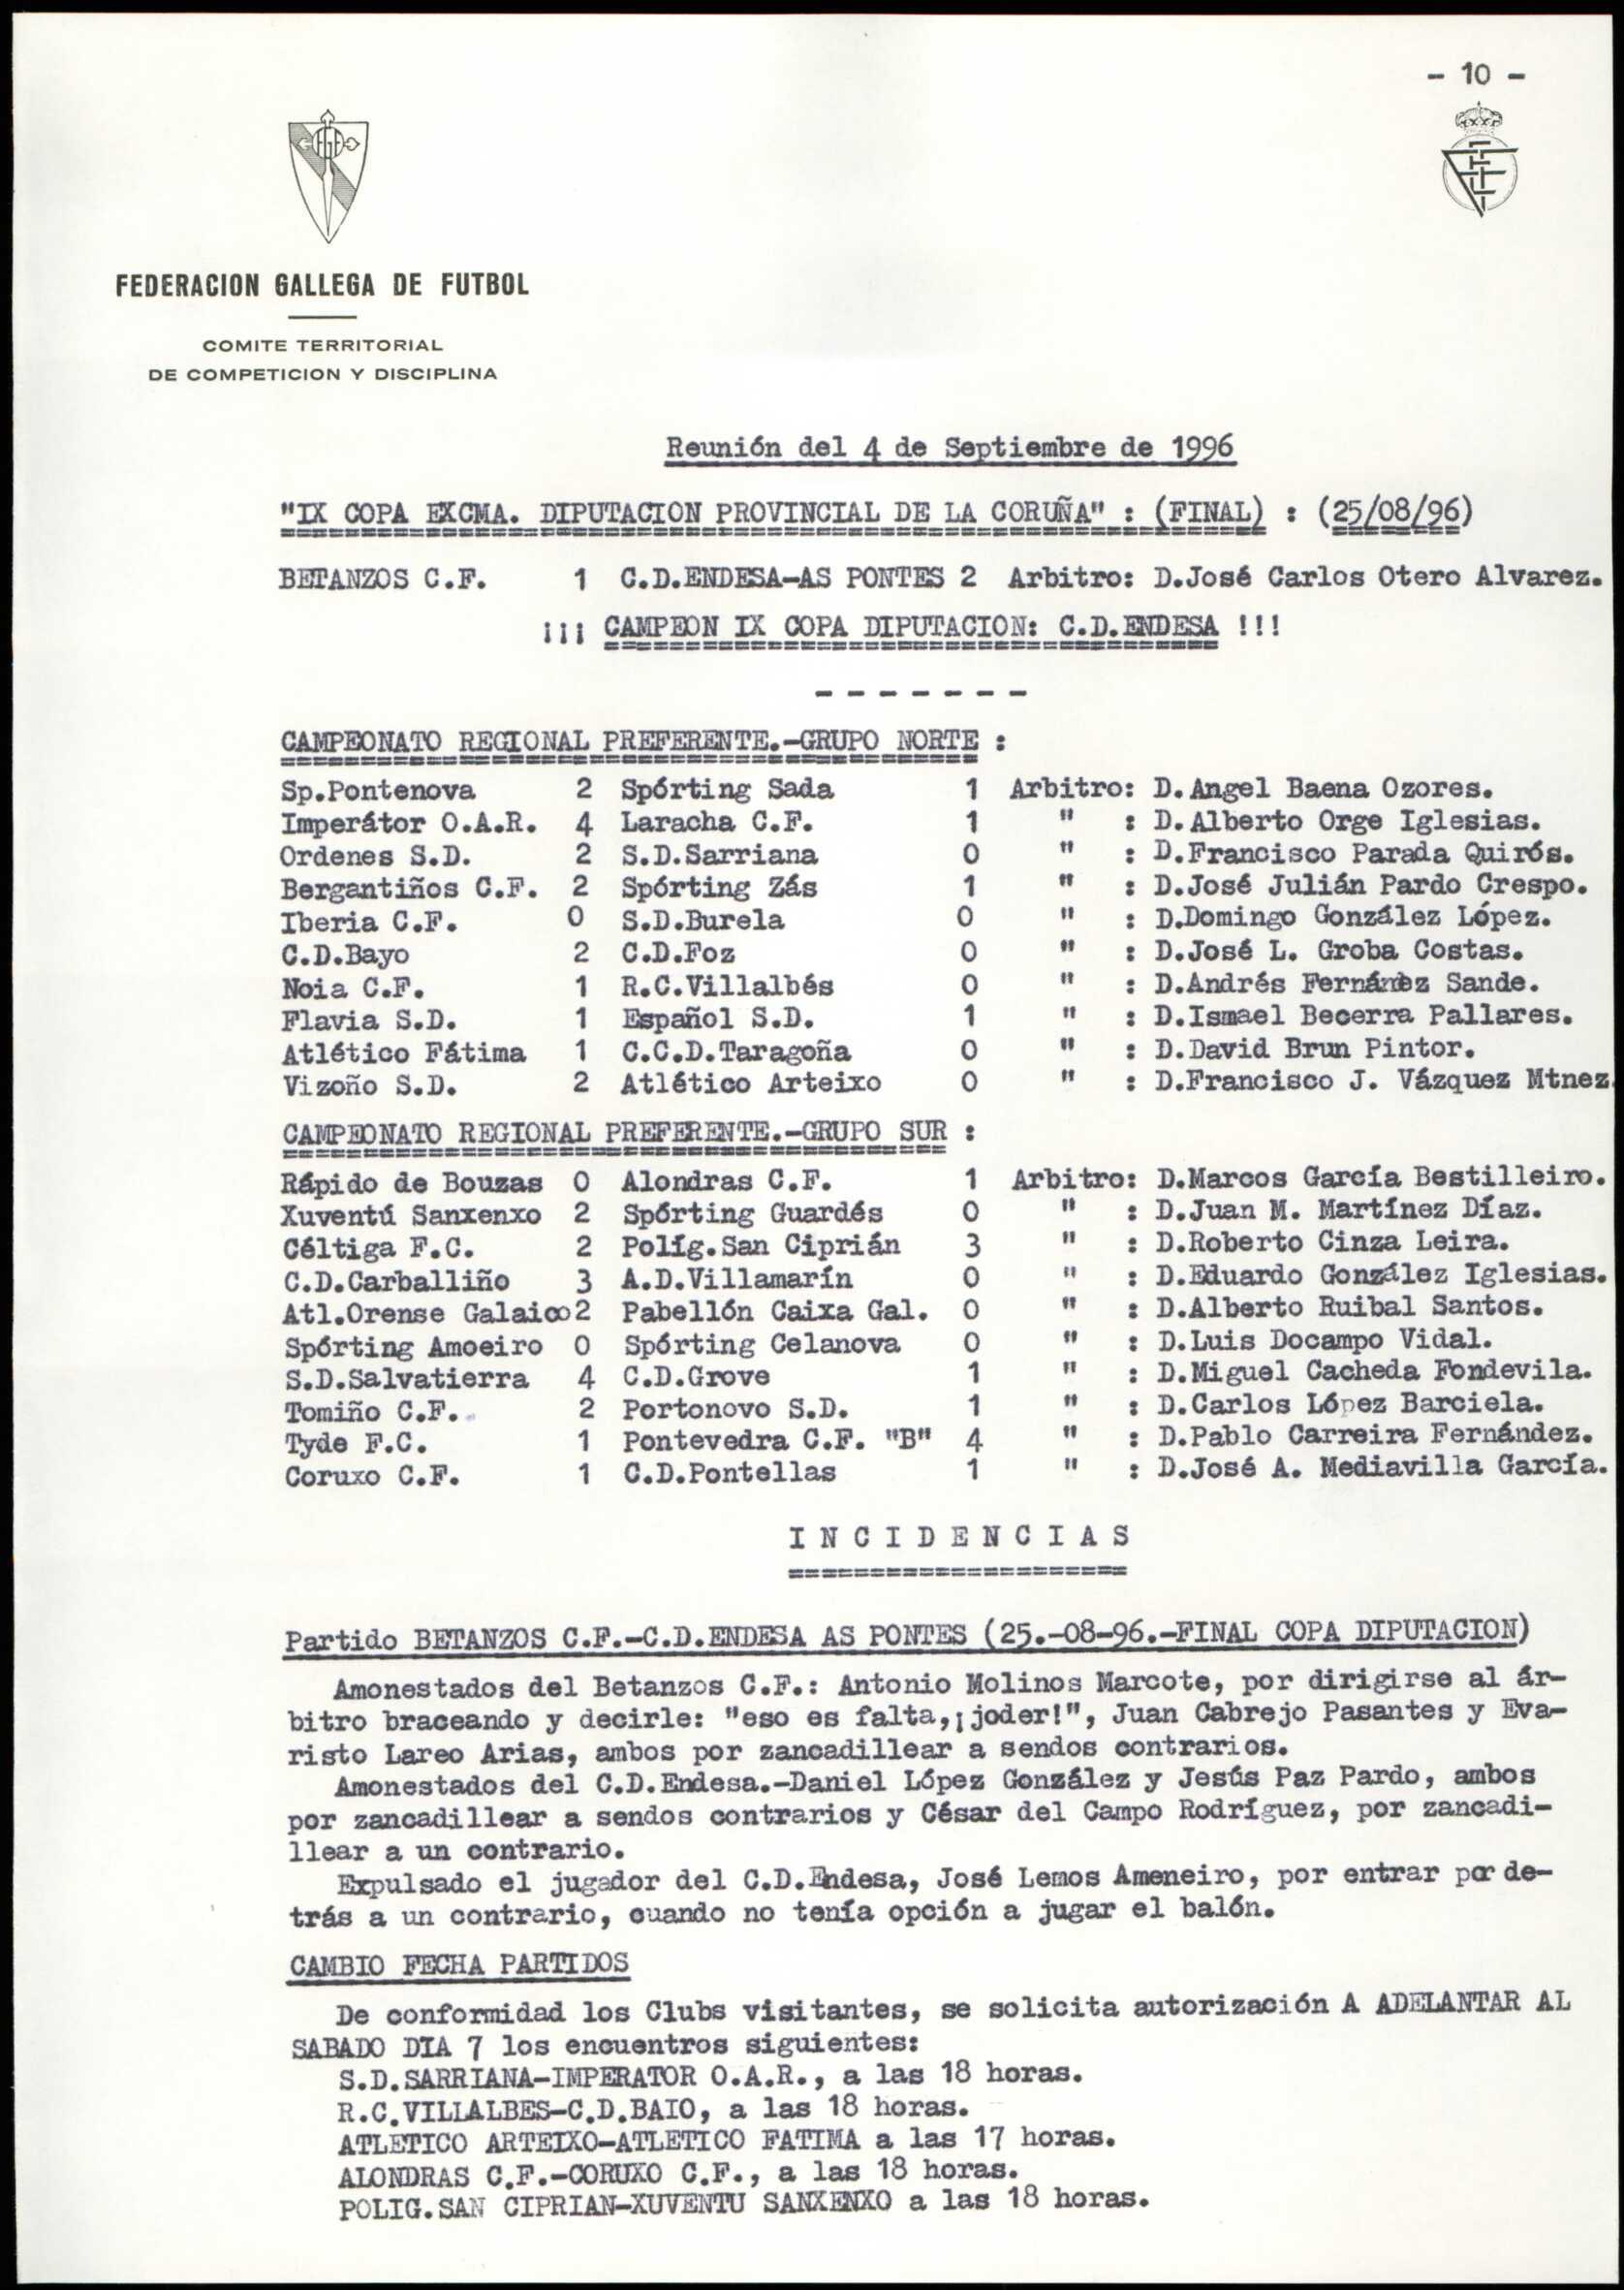 - 10 -
FGF
FEDERACION GALLEGA DE FUTBOL
COMITE TERRITORIAL
DE COMPETICION Y DISCIPLINA
Reunión del 4 de Septiembre de 1996
"IX COPA EXCMA. DIPUTACION PROVINCIAL DE LA CORUÑA" : (FINAL) : (25/08/96)
BETANZOS C.F. 1 C.D.ENDESA-AS PONTES 2 Arbitro: D.José Carlos Otero Alvarez.
¡¡¡ CAMPEON IX COPA DIPUTACION: C.D.ENDESA !!!
- - - - - - -
CAMPEONATO REGIONAL PREFERENTE.-GRUPO NORTE :
Sp.Pontenova 2 Spórting Sada 1 Arbitro: D.Angel Baena Ozores.
Imperátor O.A.R. 4 Laracha C.F. 1 " : D.Alberto Orge Iglesias.
Ordenes S.D. 2 S.D.Sarriana 0 " : D.Francisco Parada Quirós.
Bergantiños C.F. 2 Spórting Zás 1 " : D.José Julián Pardo Crespo.
Iberia C.F. 0 S.D.Burela 0 " : D.Domingo González López.
C.D.Bayo 2 C.D.Foz 0 " : D.José L. Groba Costas.
Noia C.F. 1 R.C.Villalbés 0 " : D.Andrés Sande.
Flavia S.D. 1 Español S.D. 1 " : D.Ismael Becerra Pallares.
Atlético Fátima 1 C.C.D.Taragoña 0 " : D.David Brun Pintor.
Vizoño S.D. 2 Atlético Arteixo 0 " : D.Francisco J. Vázquez Mtnez.
CAMPEONATO REGIONAL PREFERENTE.-GRUPO SUR :
Rápido de Bouzas 0 Alondras C.F. 1 Arbitro: D.Marcos García Bestilleiro.
Xuventú Sanxenxo 2 Spórting Guardés 0 " : D.Juan M. Martínez Díaz.
Céltiga F.C. 2 Políg.San Ciprián 3 " : D.Roberto Cinza Leira.
C.D.Carballiño 3 A.D.Villamarín 0 " : D.Eduardo González Iglesias.
Atl.Orense Galaico 2 Pabellón Caixa Gal. 0 " : D.Alberto Ruibal Santos.
Spórting Amoeiro 0 Spórting Celanova 0 " : D.Luis Docampo Vidal.
S.D.Salvatierra 4 C.D.Grove 1 " : D.Miguel Cacheda Fondevila.
Tomiño C.F. 2 Portonovo S.D. 1 " : D.Carlos López Barciela.
Tyde F.C. 1 Pontevedra C.F. "B" 4 " : D.Pablo Carreira Fernández.
Coruxo C.F. 1 C.D.Pontellas 1 " : D.José A. Mediavilla García.
I N C I D E N C I A S
Partido BETANZOS C.F.-C.D.ENDESA AS PONTES (25.-08-96.-FINAL COPA DIPUTACION)
Amonestados del Betanzos C.F.: Antonio Molinos Marcote, por dirigirse al ár-
bitro braceando y decirle: "eso es falta,¡joder!", Juan Cabrejo Pasantes y Eva-
risto Lareo Arias, ambos por zancadillear a sendos contrarios.
Amonestados del C.D.Endesa.-Daniel López González y Jesús Paz Pardo, ambos
por zancadillear a sendos contrarios y César del Campo Rodríguez, por zancadi-
llear a un contrario.
Expulsado el jugador del C.D.Endesa, José Lemos Ameneiro, por entrar por de-
trás a un contrario, cuando no tenía opción a jugar el balón.
CAMBIO FECHA PARTIDOS
De conformidad los Clubs visitantes, se solicita autorización A ADELANTAR AL
SABADO DIA 7 los encuentros siguientes:
S.D.SARRIANA-IMPERATOR O.A.R., a las 18 horas.
R.C.VILLALBES-C.D.BAIO, a las 18 horas.
ATLETICO ARTEIXO-ATLETICO FATIMA a las 17 horas.
ALONDRAS C.F.-CORUXO C.F., a las 18 horas.
POLIG.SAN CIPRIAN-XUVENTU SANXENXO a las 18 horas.